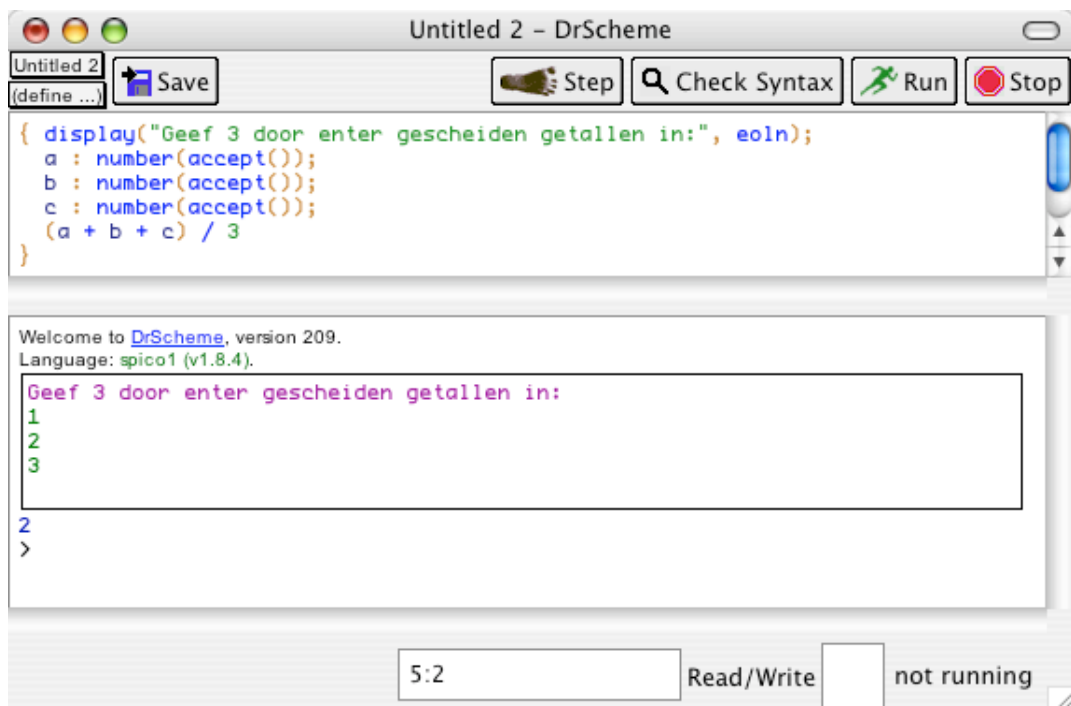 Untitled 2 – DrScheme
Untitled 2
(define ...)
Save
Step
Check Syntax
Run
Stop
{ display("Geef 3 door enter gescheiden getallen in:", eoln);
a : number(accept());
b : number(accept());
c : number(accept());
(a + b + c) / 3
}
Welcome to DrScheme, version 209.
Language: spico1 (v1.8.4).
Geef 3 door enter gescheiden getallen in:
1
2
3
2
>
5:2
Read/Write
not running